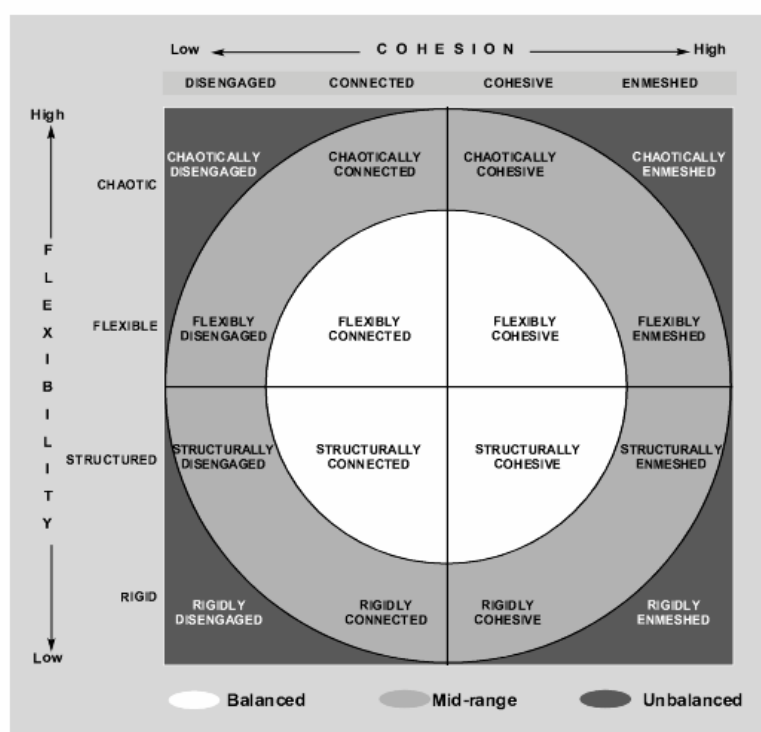 Low COHESION High
DISENGAGED CONNECTED COHESIVE ENMESHED
High
CHAOTICALLY CHAOTICALLY CHAOTICALLY CHAOTICALLY
DISENGAGED CONNECTED COHESIVE ENMESHED
CHAOTIC
FLEXIBILITY
FLEXIBLE
FLEXIBLY FLEXIBLY FLEXIBLY FLEXIBLY
DISENGAGED CONNECTED COHESIVE ENMESHED
STRUCTURALLY STRUCTURALLY STRUCTURALLY STRUCTURALLY
STRUCTURED
DISENGAGED CONNECTED COHESIVE ENMESHED
RIGID
RIGIDLY RIGIDLY RIGIDLY RIGIDLY
DISENGAGED CONNECTED COHESIVE ENMESHED
Low
Balanced Mid-range Unbalanced